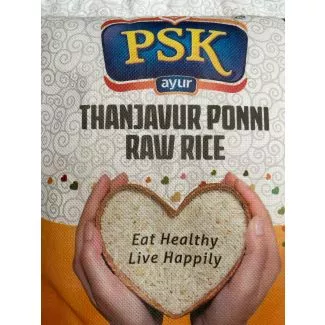 PSK
ayur
THANJAVUR PONNI
RAW RICE
Eat Healthy
Live Happily